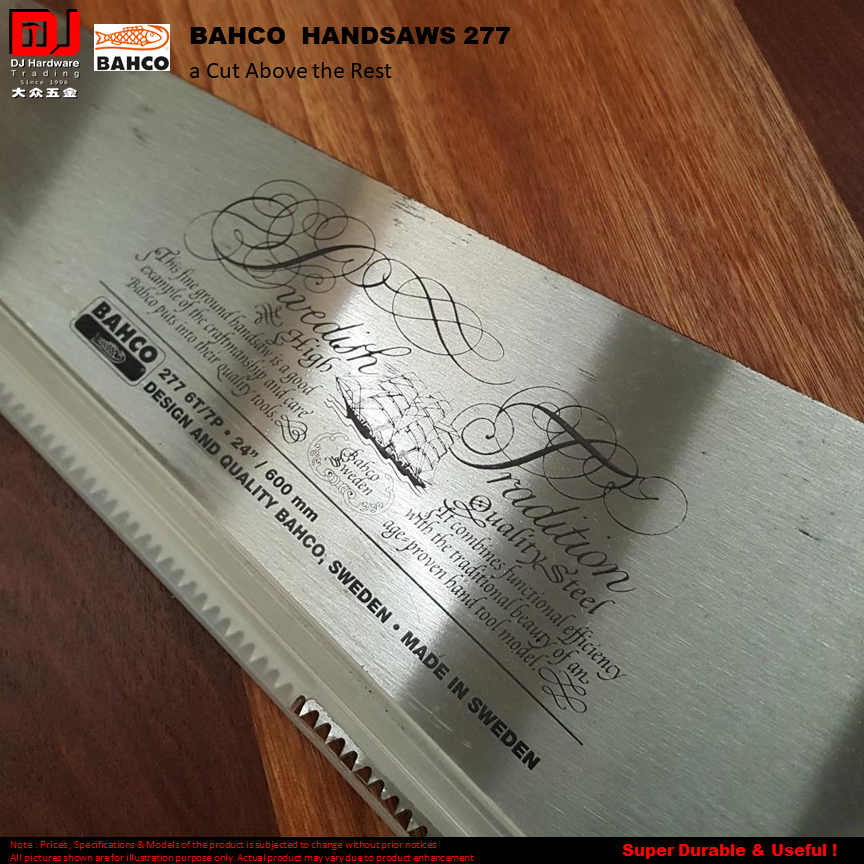 DJ
DJ Hardware
Trading
Since 1996
大众五金
BAHCO
BAHCO HANDSAWS 277
a Cut Above the Rest
Swedish
Tradition
The High
Quality Steel
This fine ground handsaw is a good
example of the craftmanship and care
Bahco puts into their quality tools.
Bahco
Sweden
It combines functional efficiency
with the traditional beauty of an
age-proven hand tool model.
BAHCO
277 6T/7P • 24" / 600 mm
DESIGN AND QUALITY BAHCO, SWEDEN • MADE IN SWEDEN
Note : Prices, Specifications & Models of the product is subjected to change without prior notices
All pictures shown are for illustration purpose only. Actual product may vary due to product enhancement
Super Durable & Useful !